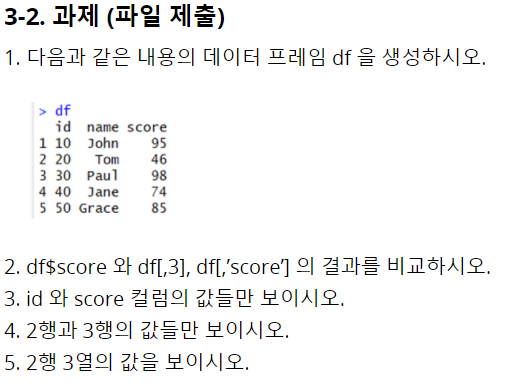 3-2. 과제 (파일 제출)
1. 다음과 같은 내용의 데이터 프레임 df 을 생성하시오.
> df
id name score
1 10 John 95
2 20 Tom 46
3 30 Paul 98
4 40 Jane 74
5 50 Grace 85
2. df$score 와 df[,3], df[,’score’] 의 결과를 비교하시오.
3. id 와 score 컬럼의 값들만 보이시오.
4. 2행과 3행의 값들만 보이시오.
5. 2행 3열의 값을 보이시오.